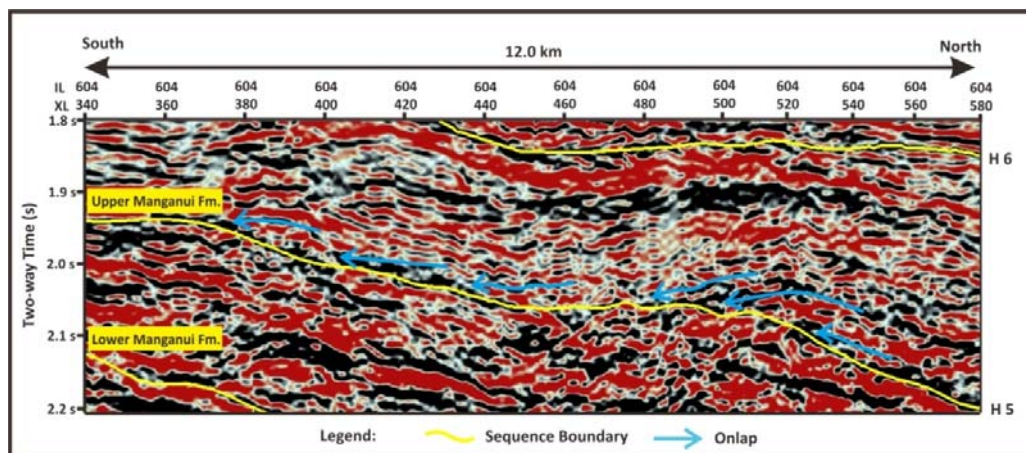 South North
12.0 km
IL 604 604 604 604 604 604 604 604 604 604 604 604
XL 340 360 380 400 420 440 460 480 500 520 540 560 580
1.8 s
H 6
1.9 s
Upper Manganui Fm.
2.0 s
Two-way Time (s)
2.1 s
Lower Manganui Fm.
2.2 s
H 5
Legend: Sequence Boundary Onlap